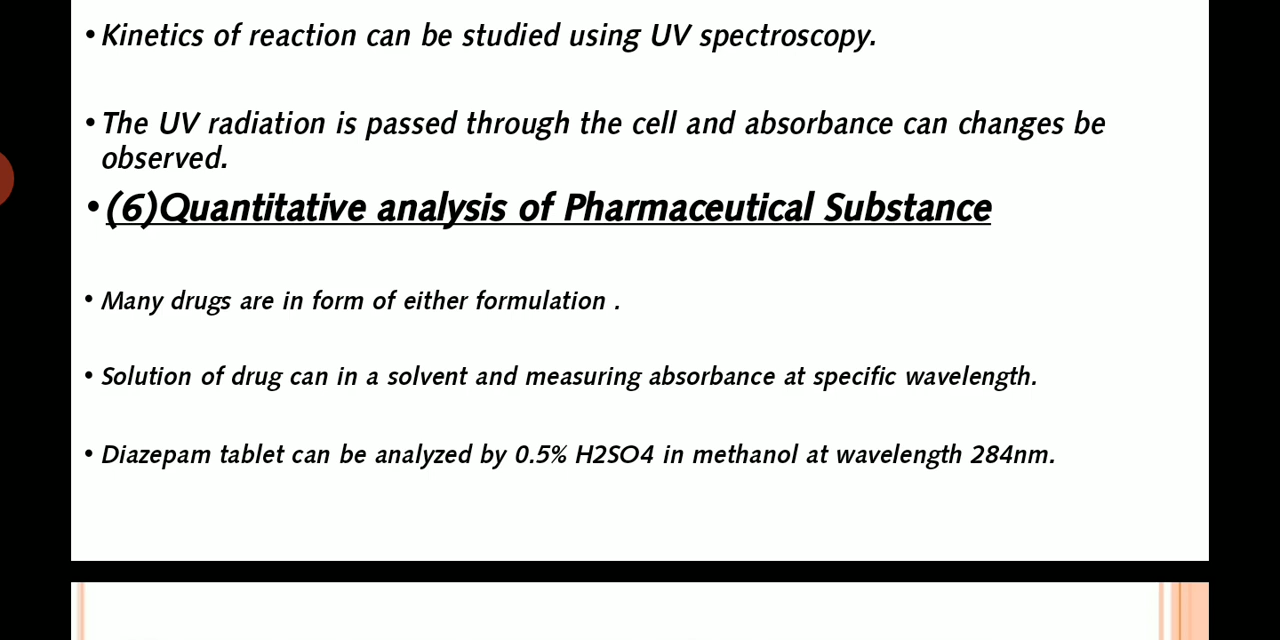 • Kinetics of reaction can be studied using UV spectroscopy.
• The UV radiation is passed through the cell and absorbance can changes be
observed.
• (6)Quantitative analysis of Pharmaceutical Substance
• Many drugs are in form of either formulation .
• Solution of drug can in a solvent and measuring absorbance at specific wavelength.
• Diazepam tablet can be analyzed by 0.5% H2SO4 in methanol at wavelength 284nm.